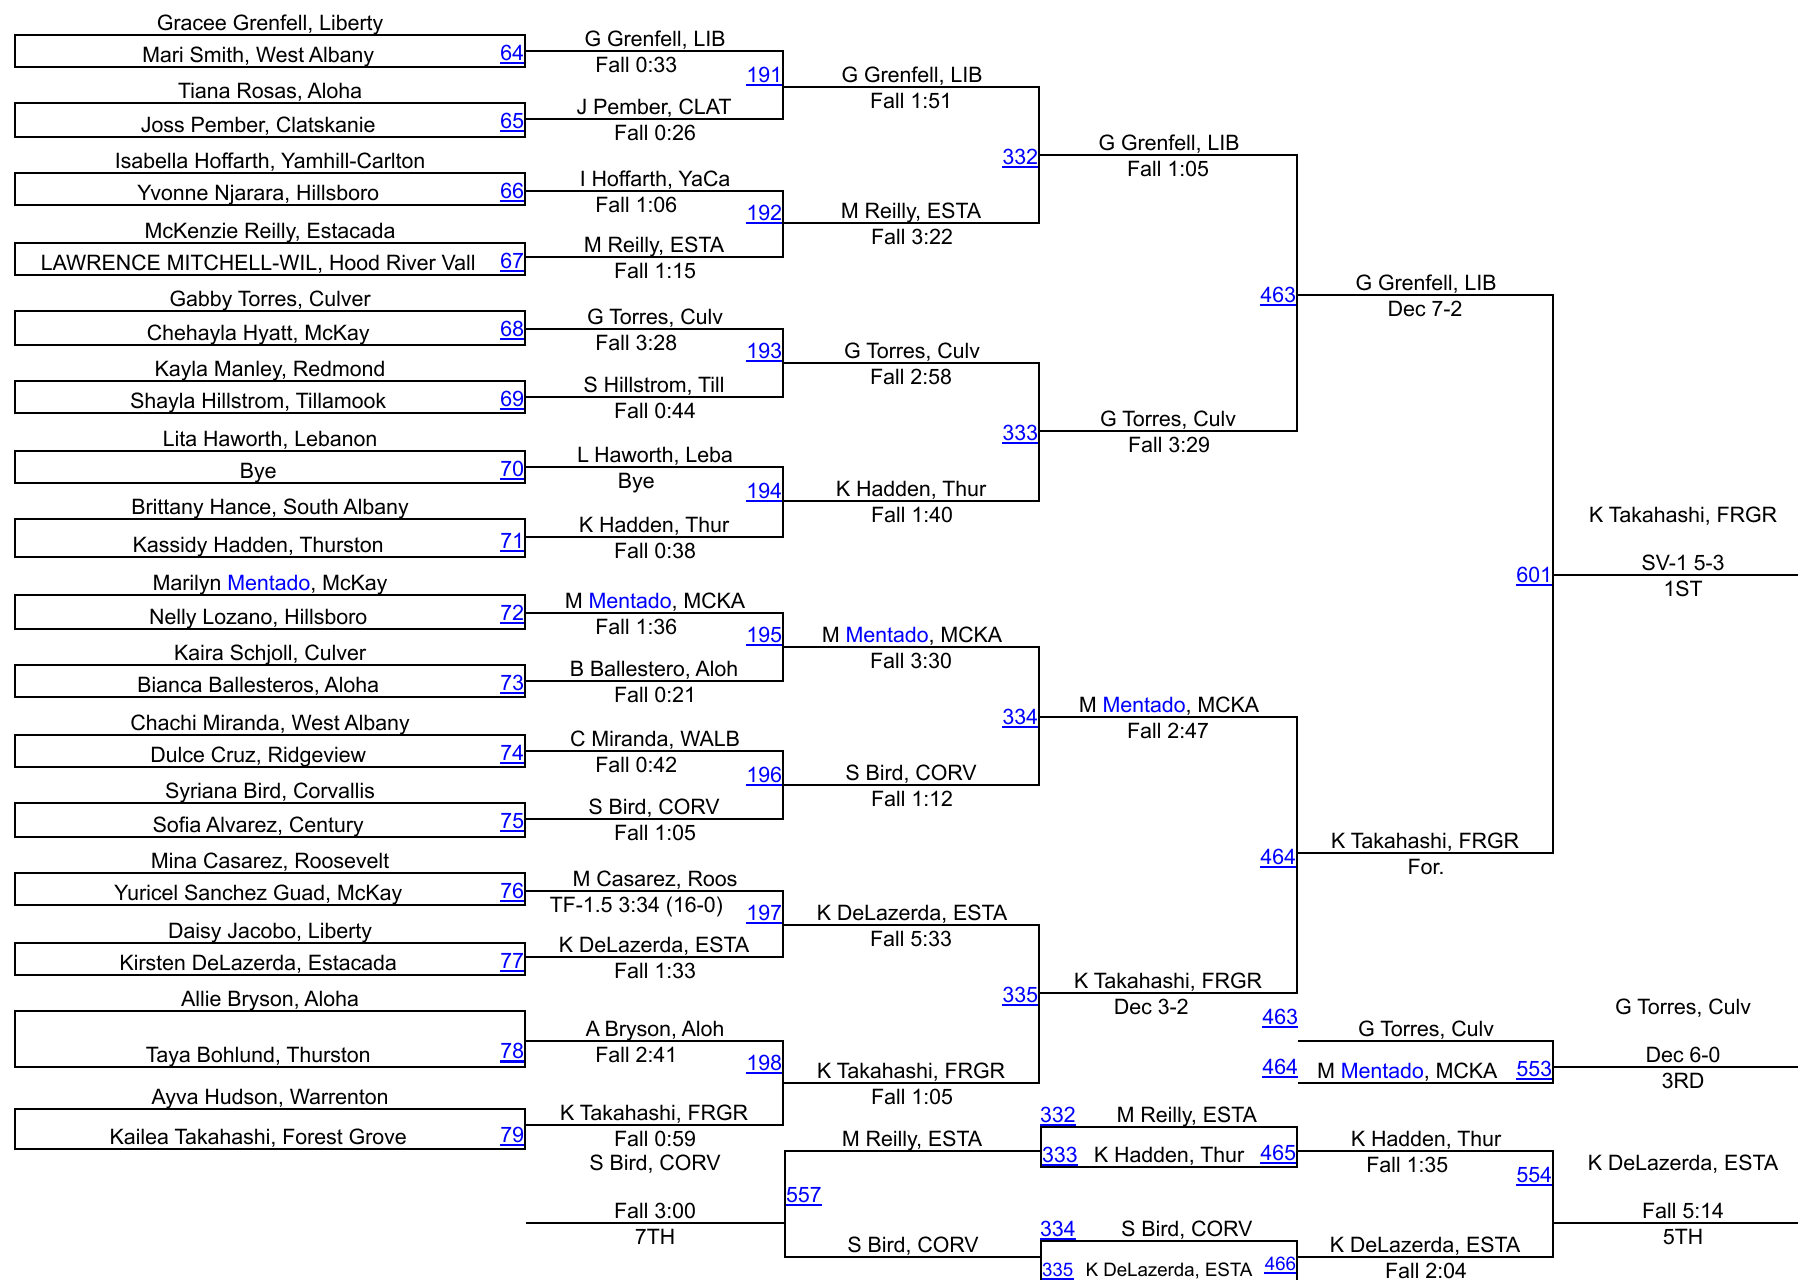 Gracee Grenfell, Liberty
Mari Smith, West Albany
64
Tiana Rosas, Aloha
Joss Pember, Clatskanie
65
Isabella Hoffarth, Yamhill-Carlton
Yvonne Njarara, Hillsboro
66
McKenzie Reilly, Estacada
LAWRENCE MITCHELL-WIL, Hood River Vall
67
Gabby Torres, Culver
Chehayla Hyatt, McKay
68
Kayla Manley, Redmond
Shayla Hillstrom, Tillamook
69
Lita Haworth, Lebanon
Bye
70
Brittany Hance, South Albany
Kassidy Hadden, Thurston
71
Marilyn Mentado, McKay
Nelly Lozano, Hillsboro
72
Kaira Schjoll, Culver
Bianca Ballesteros, Aloha
73
Chachi Miranda, West Albany
Dulce Cruz, Ridgeview
74
Syriana Bird, Corvallis
Sofia Alvarez, Century
75
Mina Casarez, Roosevelt
Yuricel Sanchez Guad, McKay
76
Daisy Jacobo, Liberty
Kirsten DeLazerda, Estacada
77
Allie Bryson, Aloha
Taya Bohlund, Thurston
78
Ayva Hudson, Warrenton
Kailea Takahashi, Forest Grove
79
G Grenfell, LIB
Fall 0:33
191
J Pember, CLAT
Fall 0:26
I Hoffarth, YaCa
Fall 1:06
192
M Reilly, ESTA
Fall 1:15
G Torres, Culv
Fall 3:28
193
S Hillstrom, Till
Fall 0:44
L Haworth, Leba
Bye
194
K Hadden, Thur
Fall 0:38
M Mentado, MCKA
Fall 1:36
195
B Ballestero, Aloh
Fall 0:21
C Miranda, WALB
Fall 0:42
196
S Bird, CORV
Fall 1:05
M Casarez, Roos
TF-1.5 3:34 (16-0)
197
K DeLazerda, ESTA
Fall 1:33
A Bryson, Aloh
Fall 2:41
198
K Takahashi, FRGR
Fall 0:59
S Bird, CORV
Fall 3:00
7TH
G Grenfell, LIB
Fall 1:51
332
M Reilly, ESTA
Fall 3:22
G Torres, Culv
Fall 2:58
333
K Hadden, Thur
Fall 1:40
M Mentado, MCKA
Fall 3:30
334
S Bird, CORV
Fall 1:12
K DeLazerda, ESTA
Fall 5:33
335
K Takahashi, FRGR
Fall 1:05
M Reilly, ESTA
557
S Bird, CORV
G Grenfell, LIB
Fall 1:05
463
G Torres, Culv
Fall 3:29
M Mentado, MCKA
Fall 2:47
464
K Takahashi, FRGR
Dec 3-2
332
M Reilly, ESTA
333
K Hadden, Thur
465
334
S Bird, CORV
335
K DeLazerda, ESTA
466
G Grenfell, LIB
Dec 7-2
601
K Takahashi, FRGR
For.
463
G Torres, Culv
464
M Mentado, MCKA
553
K Hadden, Thur
Fall 1:35
554
K DeLazerda, ESTA
Fall 2:04
K Takahashi, FRGR
SV-1 5-3
1ST
G Torres, Culv
Dec 6-0
3RD
K DeLazerda, ESTA
Fall 5:14
5TH